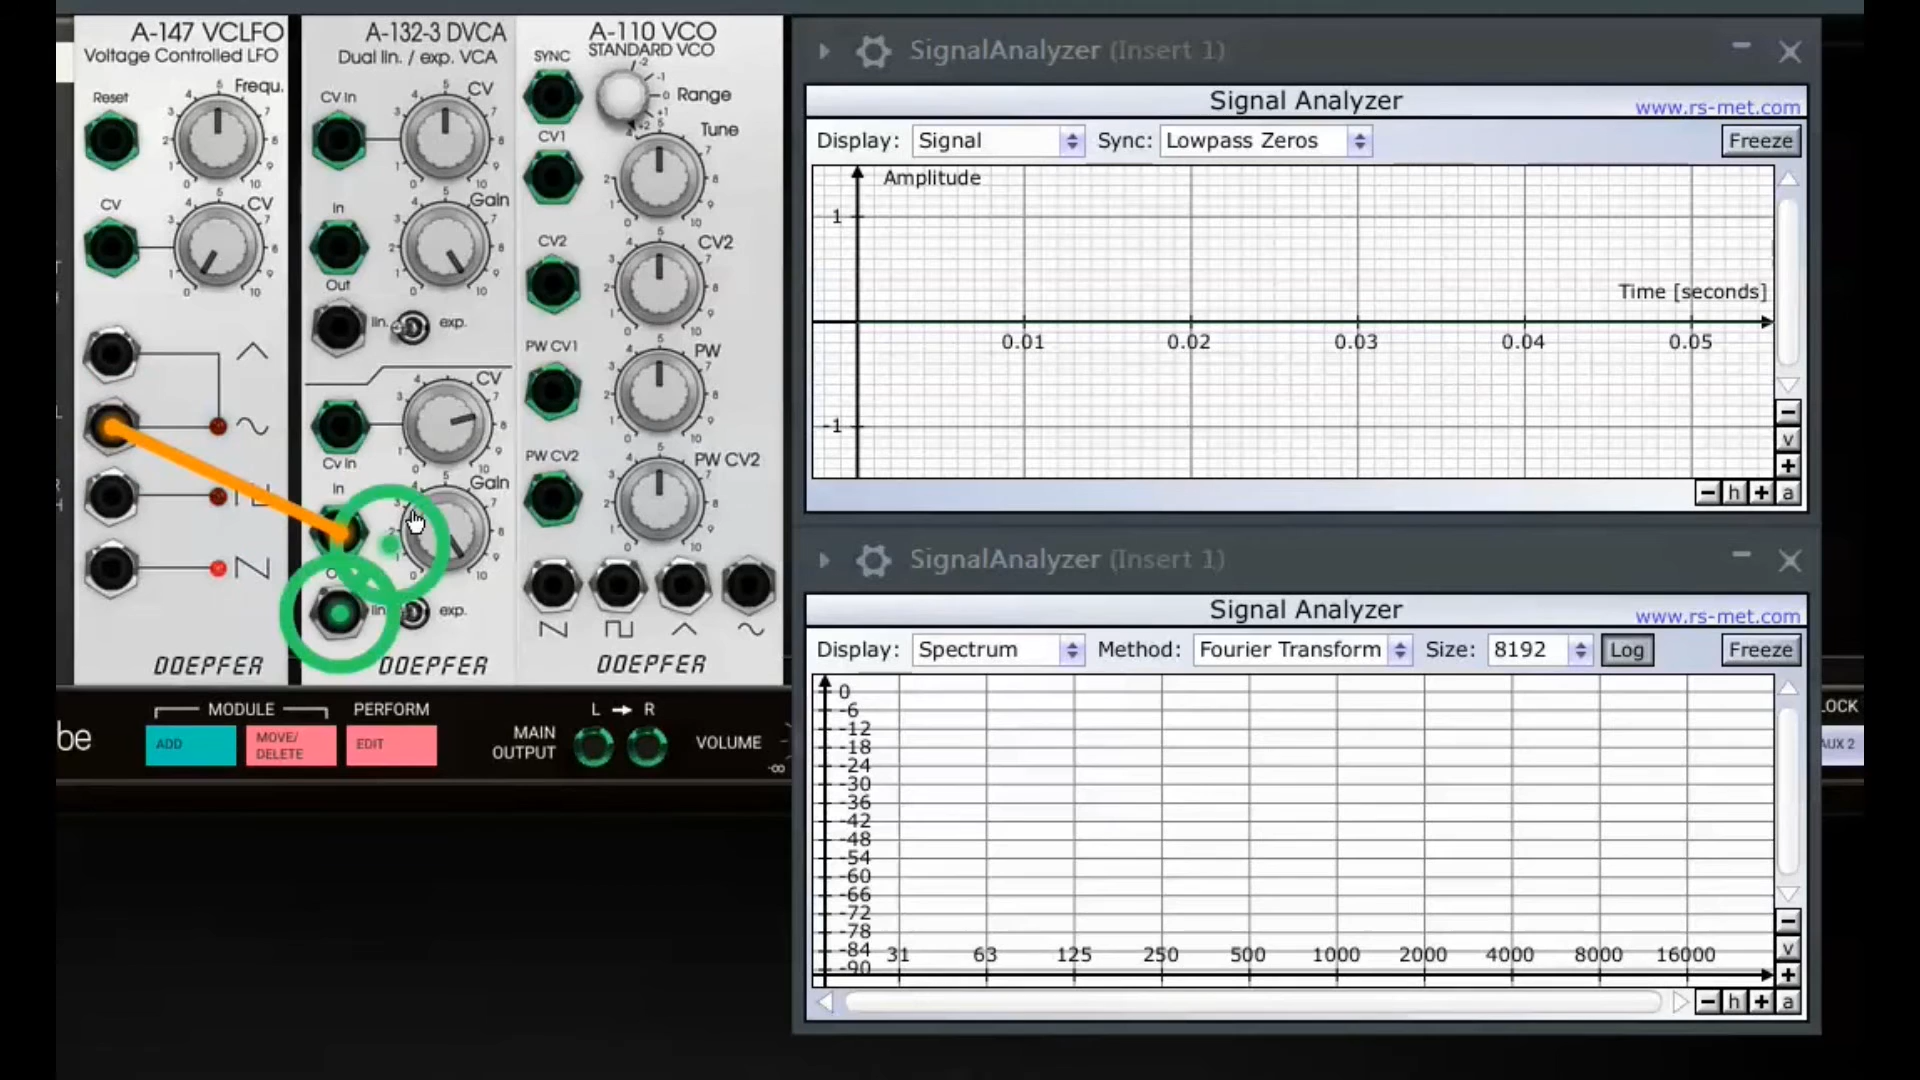 A-147 VCLFO
Voltage Controlled LFO
Reset
Frequ.
CV
CV
DOEPFER
A-132-3 DVCA
Dual lin. / exp. VCA
CV In
CV
In
Gain
Out
lin.
exp.
CV
Cv In
In
Gain
lin.
exp.
DOEPFER
A-110 VCO
STANDARD VCO
SYNC
Range
CV1
Tune
CV2
CV2
PW CV1
PW
PW CV2
PW CV2
DOEPFER
be
MODULE
ADD
MOVE/
DELETE
PERFORM
EDIT
MAIN
OUTPUT
L → R
VOLUME
-∞
LOCK
AUX 2
SignalAnalyzer (Insert 1)
Signal Analyzer
www.rs-met.com
Display: Signal Sync: Lowpass Zeros Freeze
Amplitude
1
Time [seconds]
0.01 0.02 0.03 0.04 0.05
-1
v
- h + a
SignalAnalyzer (Insert 1)
Signal Analyzer
www.rs-met.com
Display: Spectrum Method: Fourier Transform Size: 8192 Log Freeze
0
-6
-12
-18
-24
-30
-36
-42
-48
-54
-60
-66
-72
-78
-84
-90
31 63 125 250 500 1000 2000 4000 8000 16000
v
- h + a